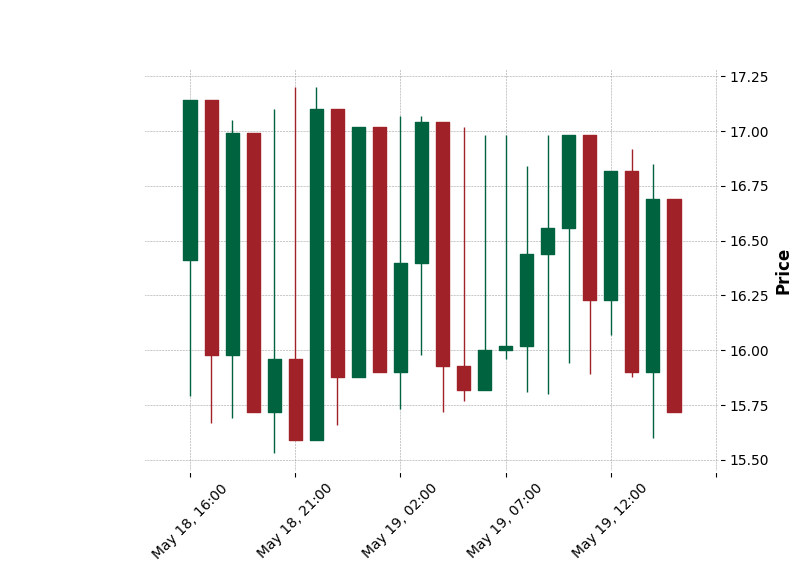 17.25
17.00
16.75
16.50
16.25
16.00
15.75
15.50
Price
May 18, 16:00
May 18, 21:00
May 19, 02:00
May 19, 07:00
May 19, 12:00